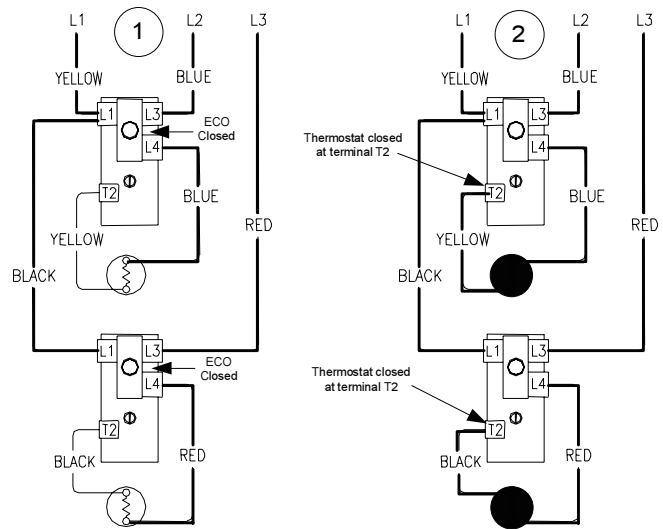 L1
1
L2
L3
YELLOW
BLUE
L1
L3
ECO
Closed
L4
T2
BLUE
YELLOW
RED
BLACK
L1
L3
ECO
Closed
L4
T2
BLACK
RED
L1
2
L2
L3
YELLOW
BLUE
L1
L3
Thermostat closed
at terminal T2
L4
T2
BLUE
YELLOW
RED
BLACK
L1
L3
Thermostat closed
at terminal T2
L4
T2
BLACK
RED